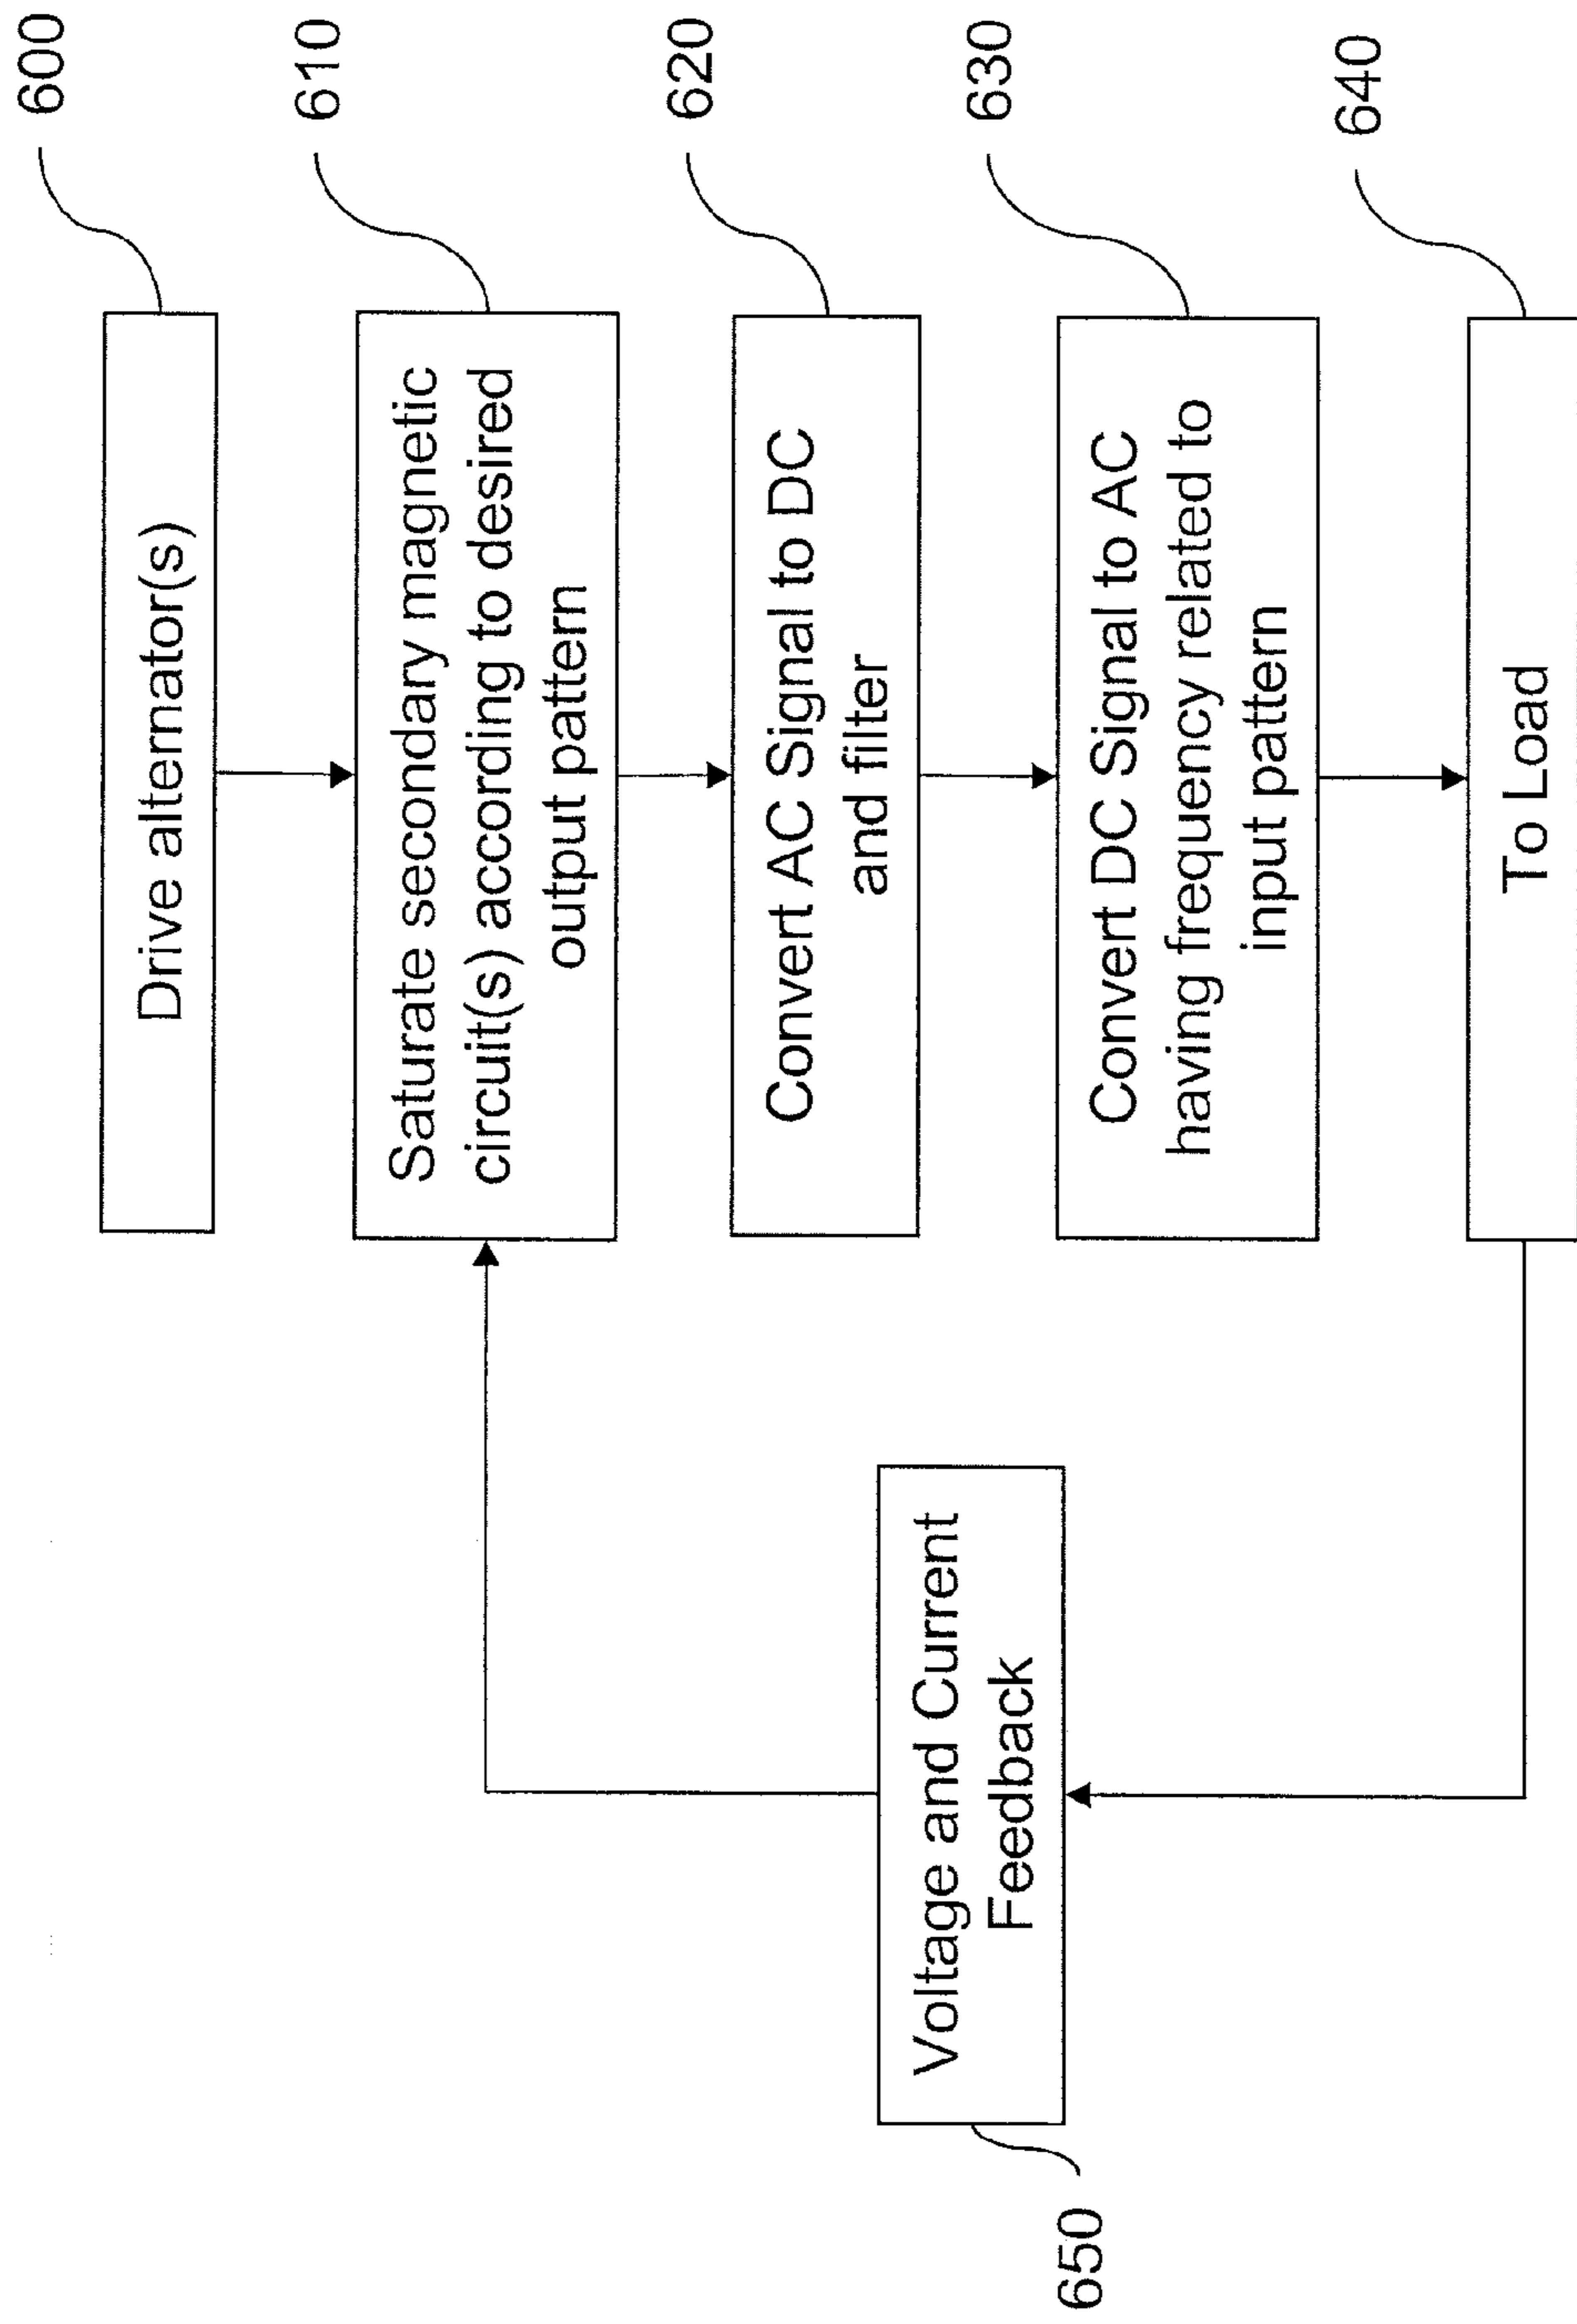 600
Drive alternator(s)
610
Saturate secondary magnetic
circuit(s) according to desired
output pattern
620
Convert AC Signal to DC
and filter
630
Convert DC Signal to AC
having frequency related to
input pattern
640
To Load
Voltage and Current
Feedback
650